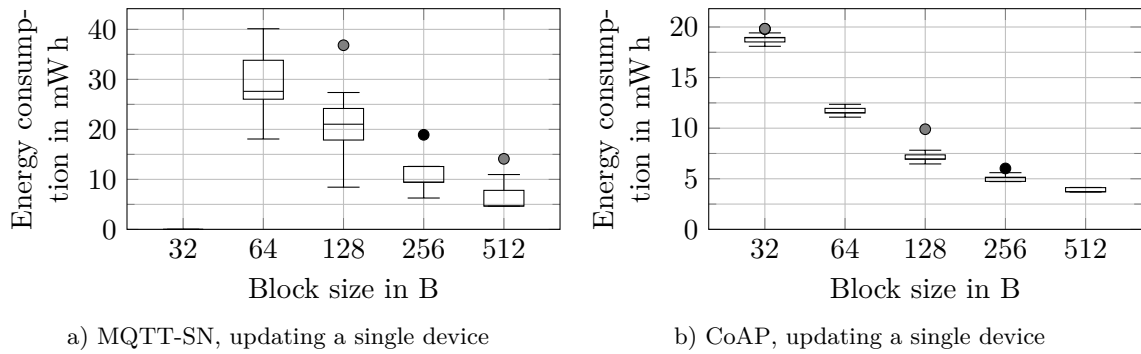 Energy consump-
tion in mW h
40
30
20
10
0
32 64 128 256 512
Block size in B
a) MQTT-SN, updating a single device
Energy consump-
tion in mW h
20
15
10
5
0
32 64 128 256 512
Block size in B
b) CoAP, updating a single device